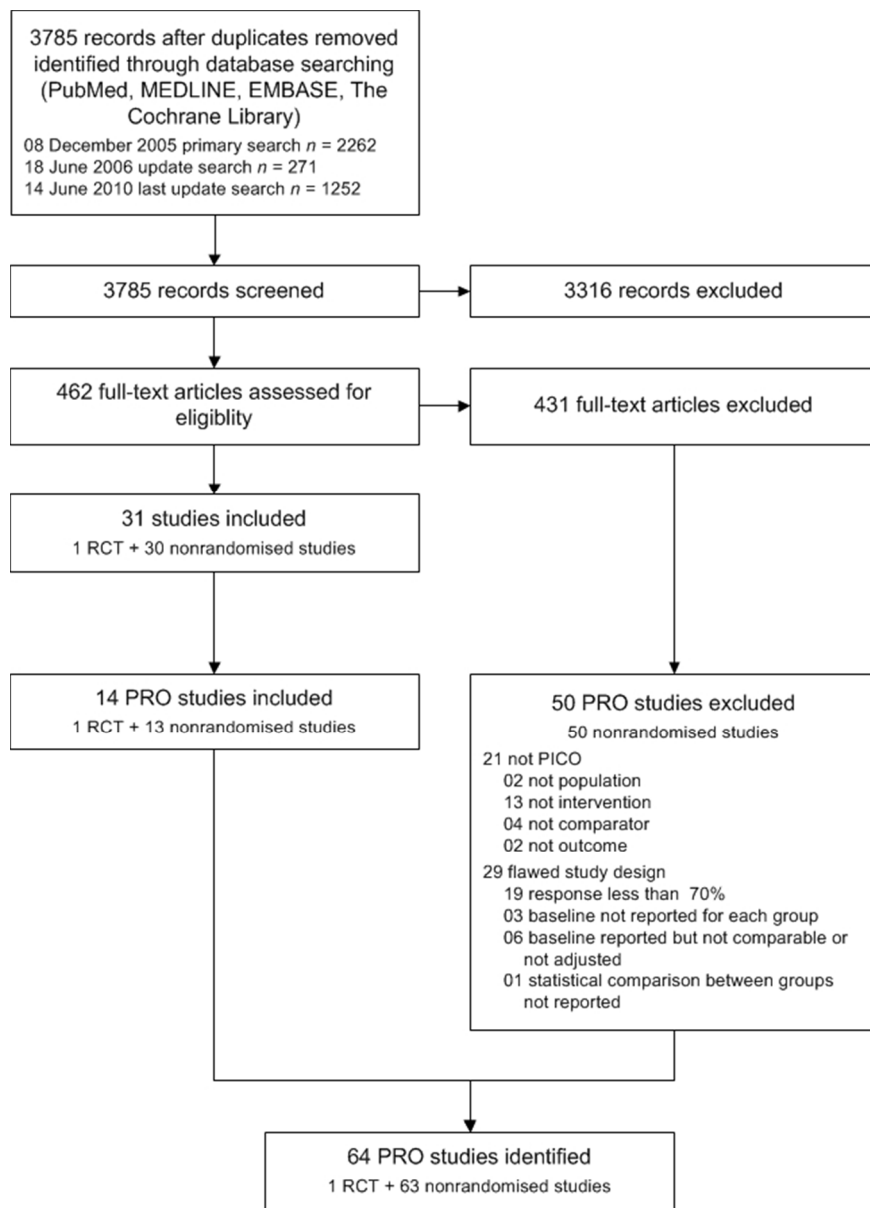 3785 records after duplicates removed
identified through database searching
(PubMed, MEDLINE, EMBASE, The
Cochrane Library)
08 December 2005 primary search n = 2262
18 June 2006 update search n = 271
14 June 2010 last update search n = 1252
3785 records screened
3316 records excluded
462 full-text articles assessed for
eligiblity
431 full-text articles excluded
31 studies included
1 RCT + 30 nonrandomised studies
14 PRO studies included
1 RCT + 13 nonrandomised studies
50 PRO studies excluded
50 nonrandomised studies
21 not PICO
02 not population
13 not intervention
04 not comparator
02 not outcome
29 flawed study design
19 response less than 70%
03 baseline not reported for each group
06 baseline reported but not comparable or
not adjusted
01 statistical comparison between groups
not reported
64 PRO studies identified
1 RCT + 63 nonrandomised studies